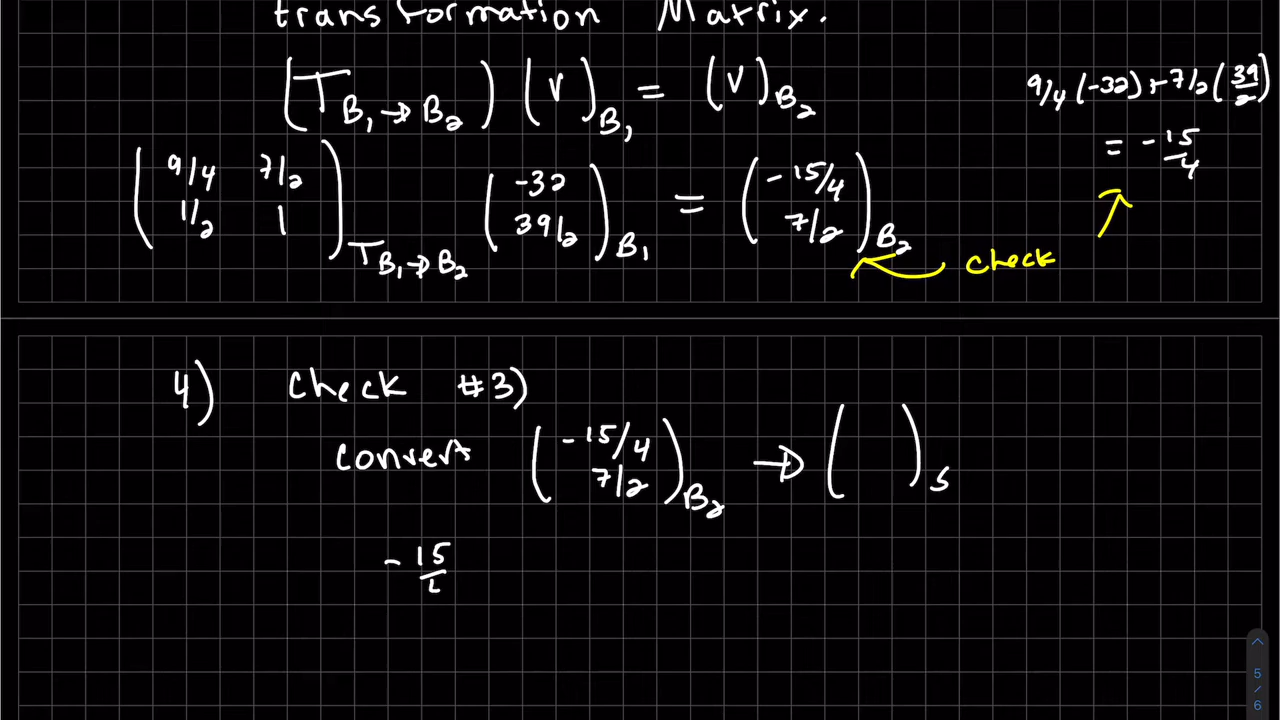 transformation Matrix.
(T B₁→B₂) (v)B₁ = (v)B₂
9/4 (-32) + 7/2 (39/2)
= -15/4
(9/4 7/2
1/2 1)T B₁→B₂ (-32
39/2)B₁ = (-15/4
7/2)B₂
check
4) Check #3)
convert (-15/4
7/2)B₂ → ( )s
-15
5
/
6